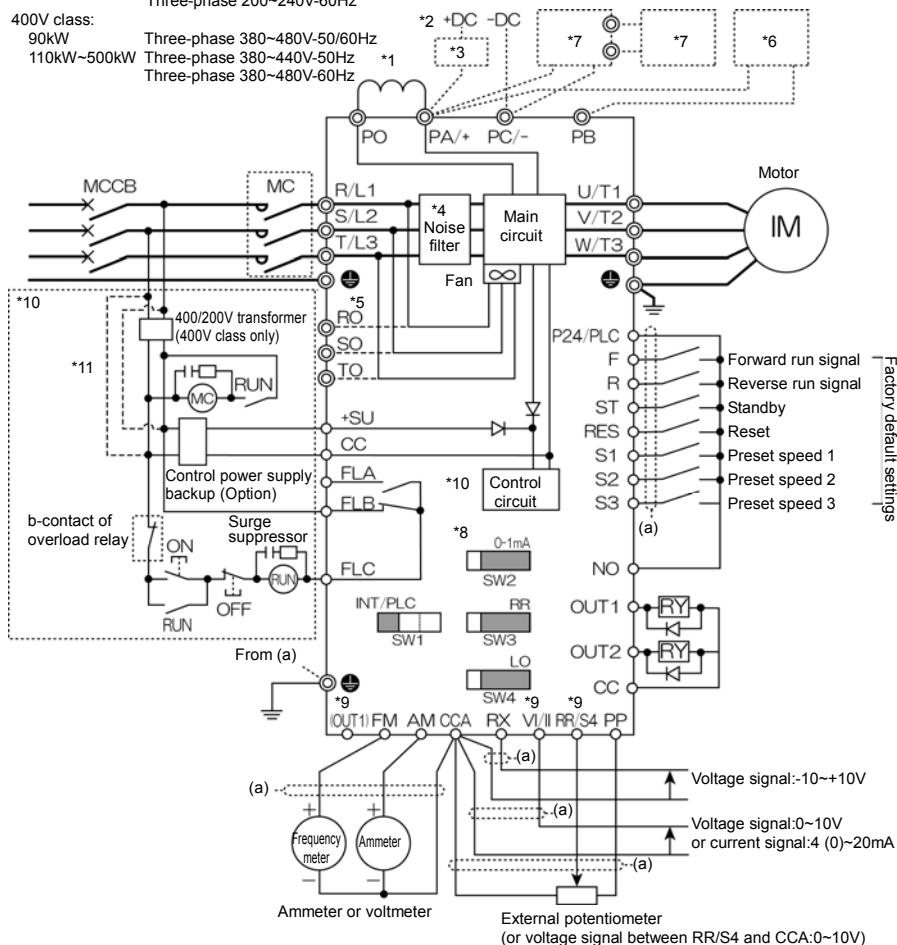 Three-phase 200~240V-60Hz
400V class:
90kW Three-phase 380~480V-50/60Hz
110kW~500kW Three-phase 380~440V-50Hz
Three-phase 380~480V-60Hz
*1
*2 +DC -DC
*3
*7
*7
*6
PO PA/+ PC/- PB
MCCB
MC
R/L1
S/L2
T/L3
*4
Noise
filter
Main
circuit
Fan
U/T1
V/T2
W/T3
Motor
IM
*10
400/200V transformer
(400V class only)
*11
MC
RUN
*5
RO
SO
TO
+SU
CC
Control power supply
backup (Option)
FLA
FLB
FLC
b-contact of
overload relay
ON
RUN
OFF
Surge
suppressor
RUN
From (a)
*10
Control
circuit
*8
0-1mA
SW2
INT/PLC
SW1
RR
SW3
LO
SW4
P24/PLC
F Forward run signal
R Reverse run signal
ST Standby
RES Reset
S1 Preset speed 1
S2 Preset speed 2
S3 Preset speed 3
Factory default settings
(a)
NO
OUT1 RY
OUT2 RY
CC
*9 *9 *9
(OUT1) FM AM CCA RX VI/II RR/S4 PP
(a)
(a)
Voltage signal:-10~+10V
(a)
Voltage signal:0~10V
or current signal:4 (0)~20mA
(a)
+ +
Frequency
meter
Ammeter
− −
Ammeter or voltmeter
External potentiometer
(or voltage signal between RR/S4 and CCA:0~10V)